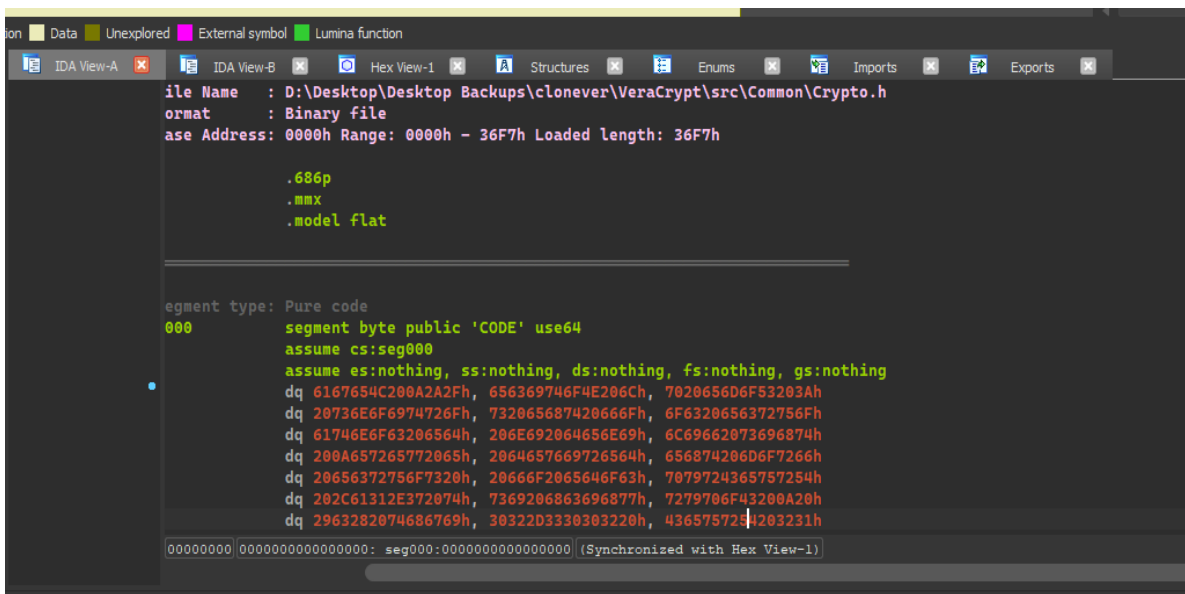 ion Data Unexplored External symbol Lumina function
IDA View-A IDA View-B Hex View-1 Structures Enums Imports Exports
ile Name : D:\Desktop\Desktop Backups\clonever\VeraCrypt\src\Common\Crypto.h
ormat : Binary file
ase Address: 0000h Range: 0000h - 36F7h Loaded length: 36F7h
.686p
.mmx
.model flat
egment type: Pure code
000 segment byte public 'CODE' use64
assume cs:seg000
assume es:nothing, ss:nothing, ds:nothing, fs:nothing, gs:nothing
dq 6167654C200A2A2Fh, 656369746F4E206Ch, 7020656D6F53203Ah
dq 20736E6F6974726Fh, 732065687420666Fh, 6F6320656372756Fh
dq 61746E6F63206564h, 206E692064656E69h, 6C69662073696874h
dq 200A657265772065h, 2064657669726564h, 656874206D6F7266h
dq 20656372756F7320h, 20666F2065646F63h, 7079724365757254h
dq 202C61312E372074h, 7369206863696877h, 7279706F43200A20h
dq 2963282074686769h, 30322D3330303220h, 4365757254203231h
00000000 0000000000000000: seg000:0000000000000000 (Synchronized with Hex View-1)